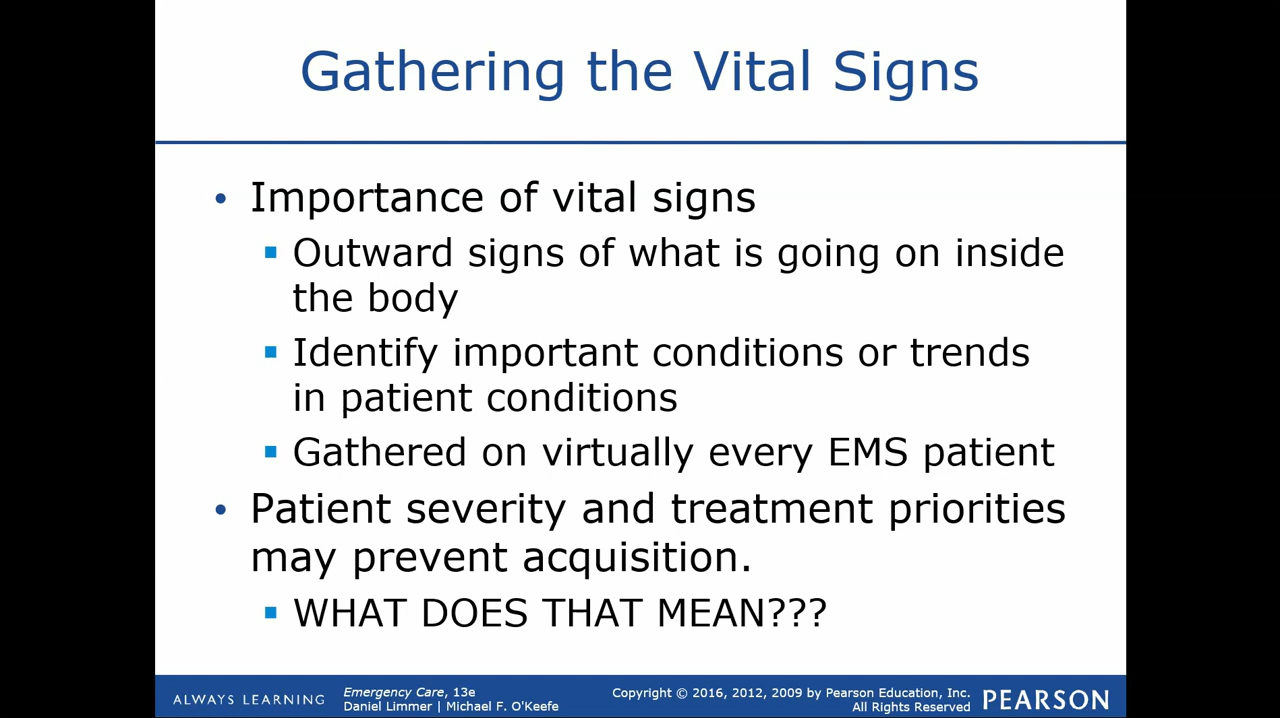 Gathering the Vital Signs
• Importance of vital signs
▪ Outward signs of what is going on inside
the body
▪ Identify important conditions or trends
in patient conditions
▪ Gathered on virtually every EMS patient
• Patient severity and treatment priorities
may prevent acquisition.
▪ WHAT DOES THAT MEAN???
ALWAYS LEARNING
Emergency Care, 13e
Daniel Limmer | Michael F. O'Keefe
Copyright © 2016, 2012, 2009 by Pearson Education, Inc.
All Rights Reserved
PEARSON